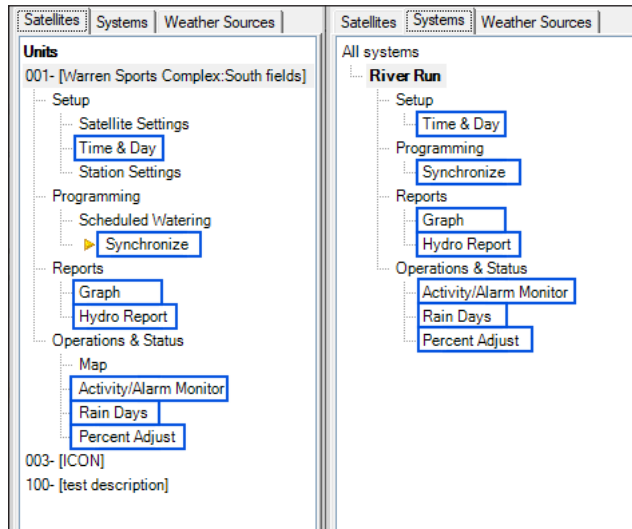 Satellites Systems Weather Sources
Units
001- [Warren Sports Complex:South fields]
Setup
Satellite Settings
Time & Day
Station Settings
Programming
Scheduled Watering
Synchronize
Reports
Graph
Hydro Report
Operations & Status
Map
Activity/Alarm Monitor
Rain Days
Percent Adjust
003- [ICON]
100- [test description]
Satellites Systems Weather Sources
All systems
River Run
Setup
Time & Day
Programming
Synchronize
Reports
Graph
Hydro Report
Operations & Status
Activity/Alarm Monitor
Rain Days
Percent Adjust